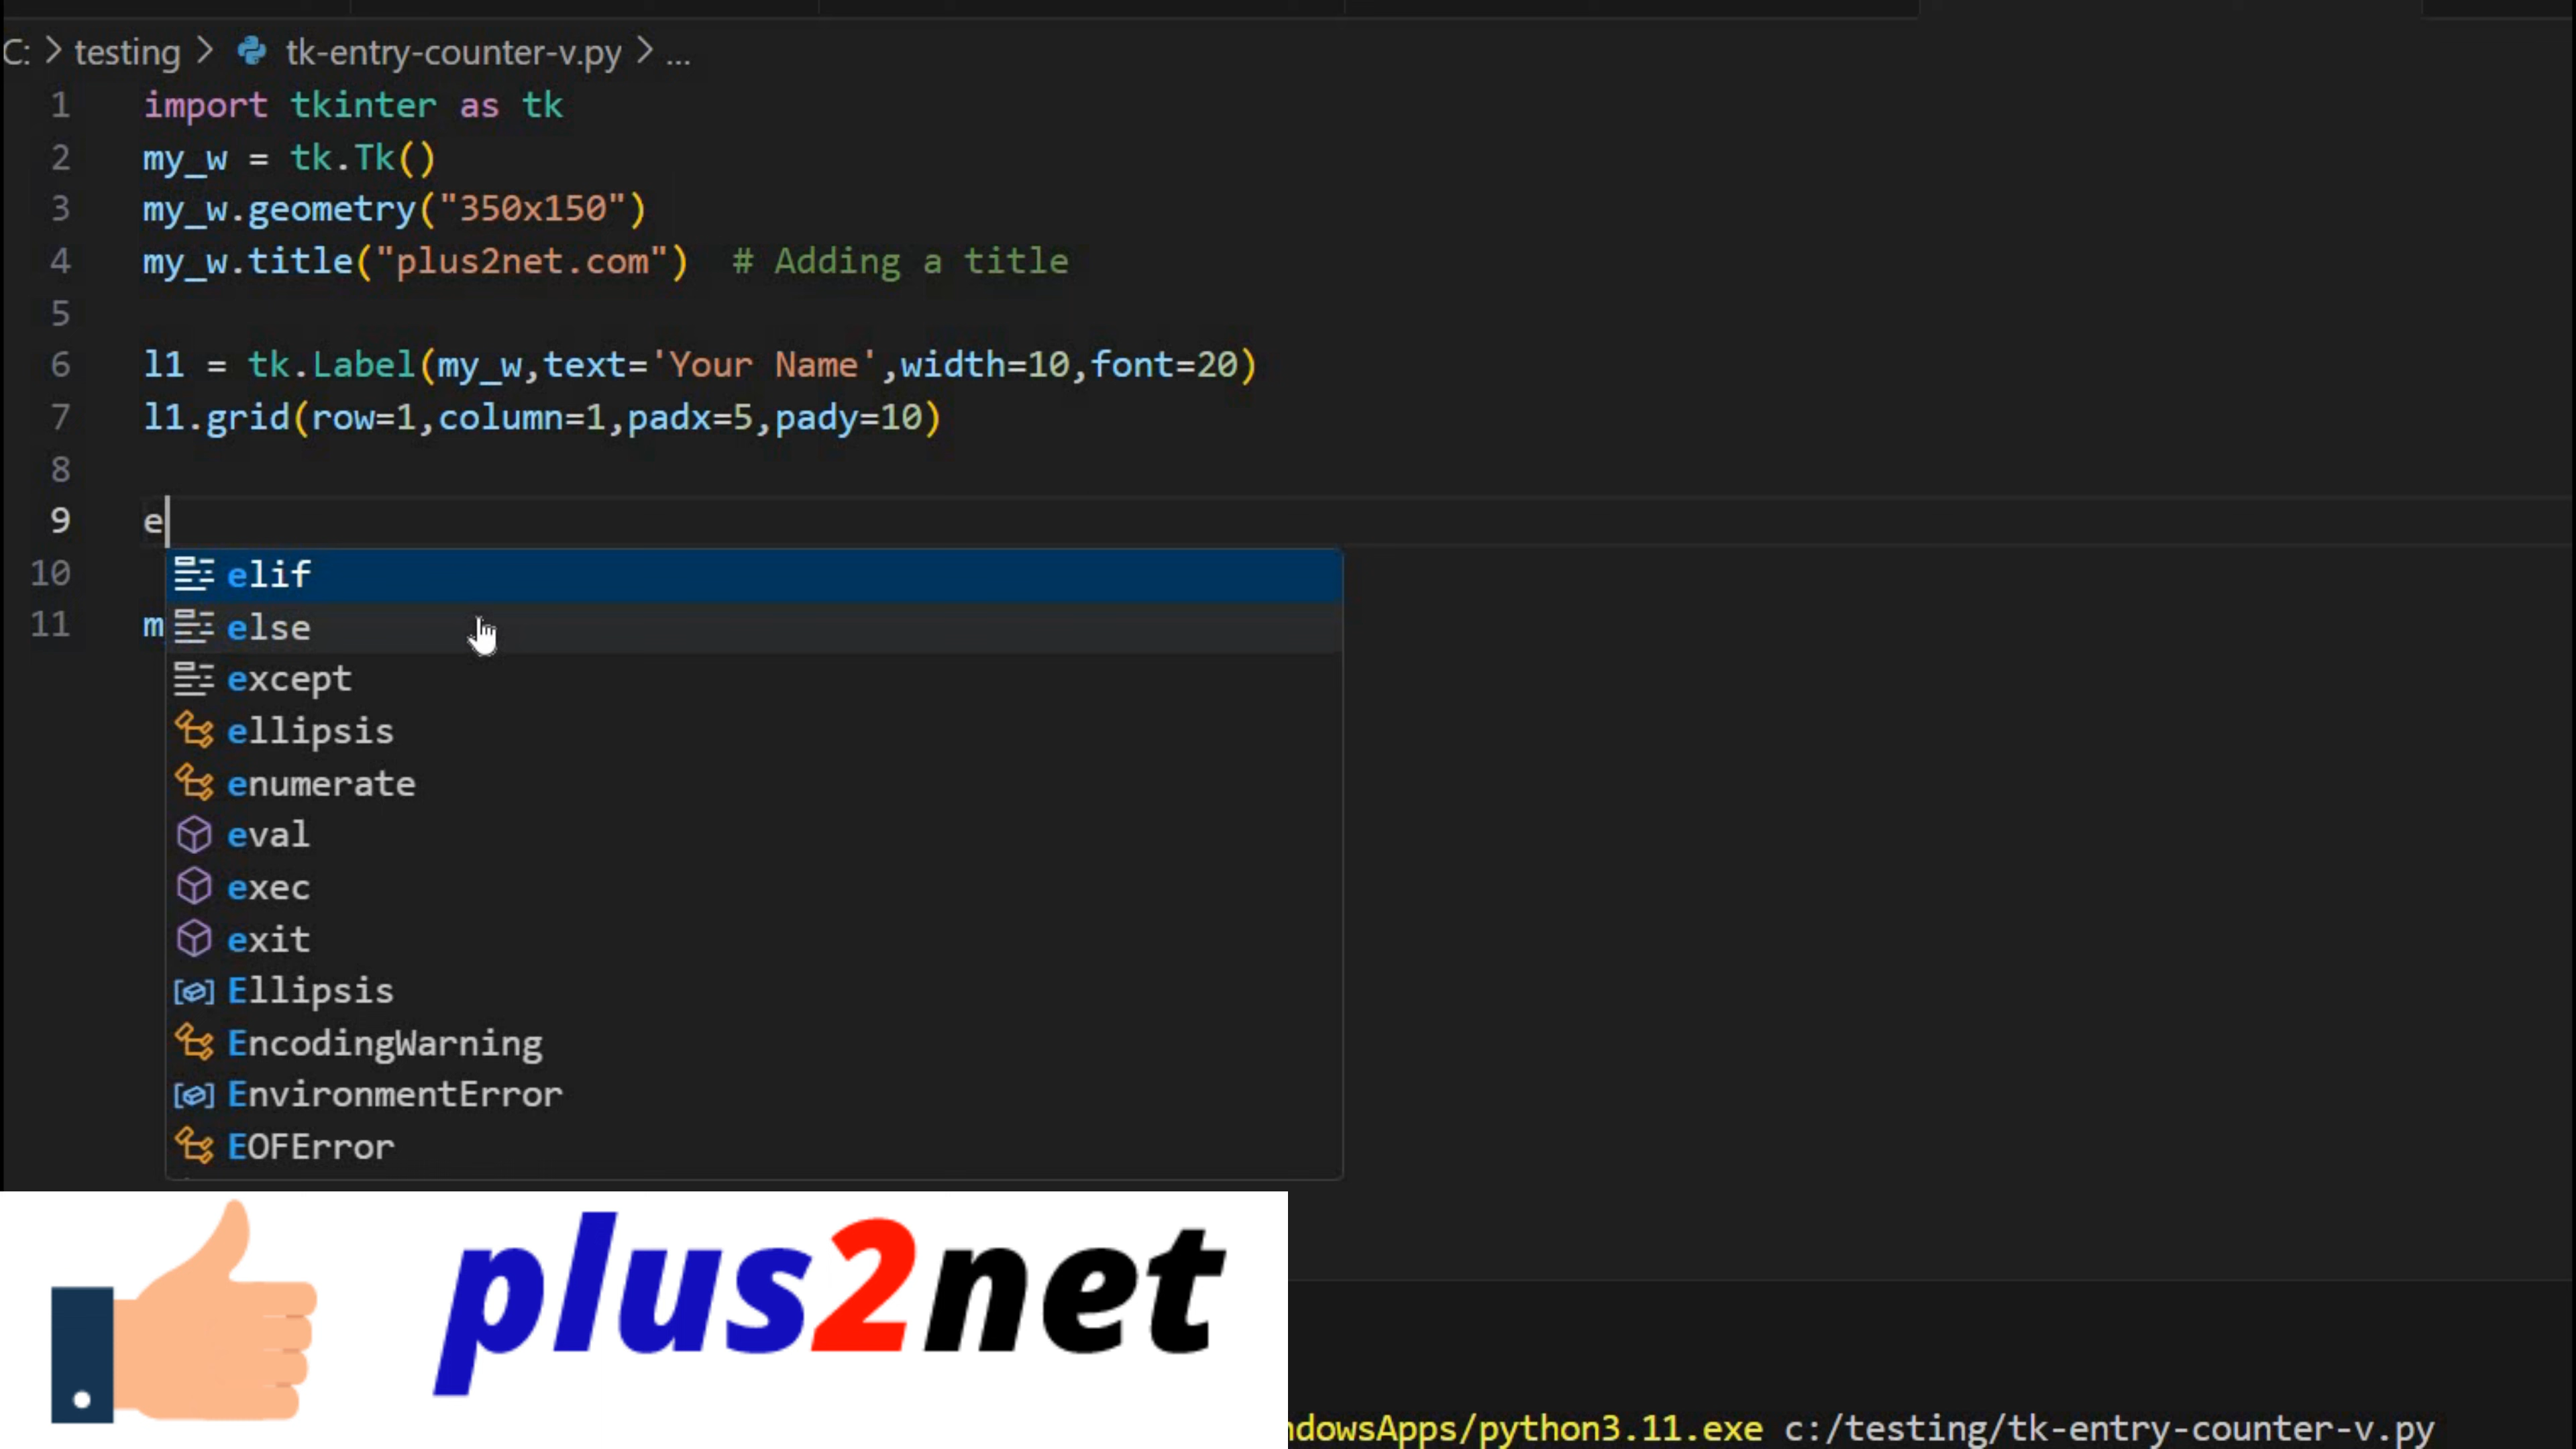 C: > testing > tk-entry-counter-v.py > ...
1 import tkinter as tk
2 my_w = tk.Tk()
3 my_w.geometry("350x150")
4 my_w.title("plus2net.com")  # Adding a title
5
6 l1 = tk.Label(my_w,text='Your Name',width=10,font=20)
7 l1.grid(row=1,column=1,padx=5,pady=10)
8
9 e
10 elif
11 m else
except
ellipsis
enumerate
eval
exec
exit
Ellipsis
EncodingWarning
EnvironmentError
EOFError
plus2net
ndowsApps/python3.11.exe c:/testing/tk-entry-counter-v.py